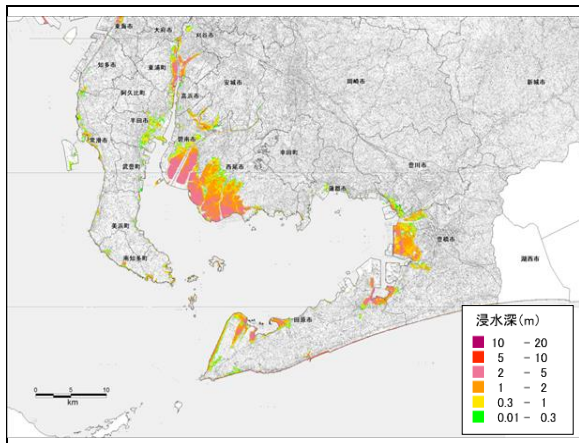 東海市
大府市
刈谷市
知多市
東浦町
安城市
岡崎市
新城市
阿久比町
高浜市
半田市
碧南市
常滑市
西尾市
幸田町
武豊町
豊川市
蒲郡市
美浜町
豊橋市
湖西市
南知多町
田原市
浸水深(m)
10 - 20
5 - 10
2 - 5
1 - 2
0.3 - 1
0.01 - 0.3
0 5 10
km